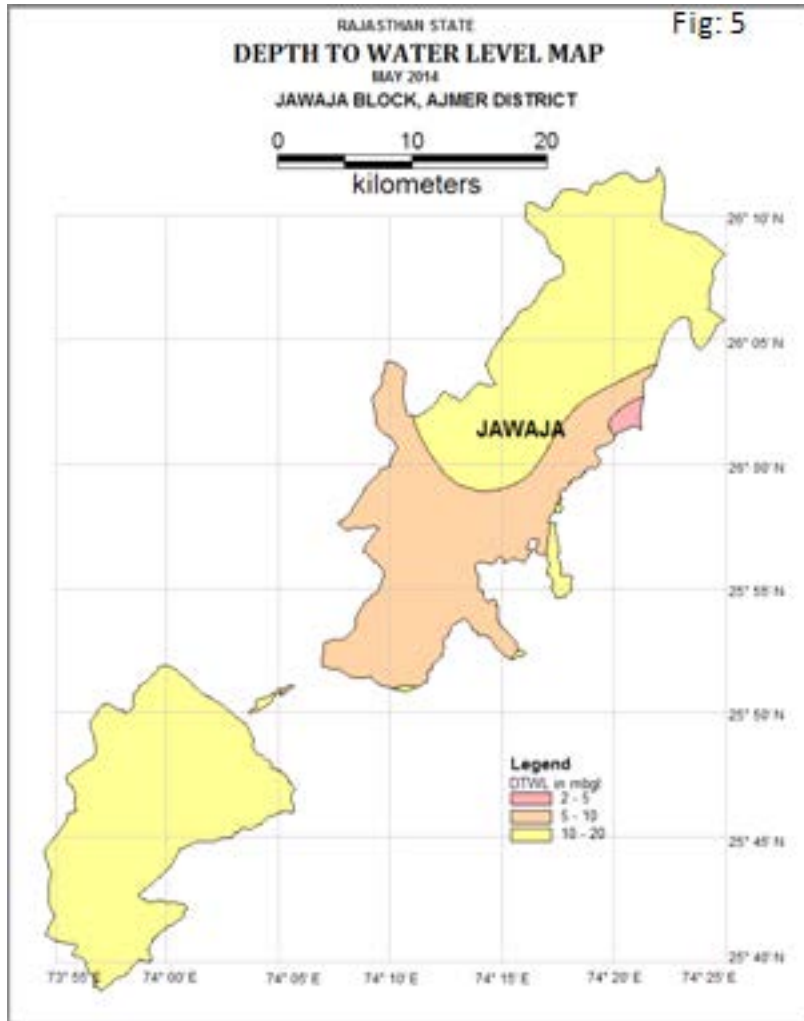 Fig: 5
RAJASTHAN STATE
DEPTH TO WATER LEVEL MAP
MAY 2014
JAWAJA BLOCK, AJMER DISTRICT
0 10 20
kilometers
26° 10' N
26° 05' N
JAWAJA
26° 00' N
25° 55' N
25° 50' N
Legend
DTWL in mbgl
2 - 5
5 - 10
10 - 20
25° 45' N
25° 40' N
73° 55' E 74° 00' E 74° 05' E 74° 10' E 74° 15' E 74° 20' E 74° 25' E